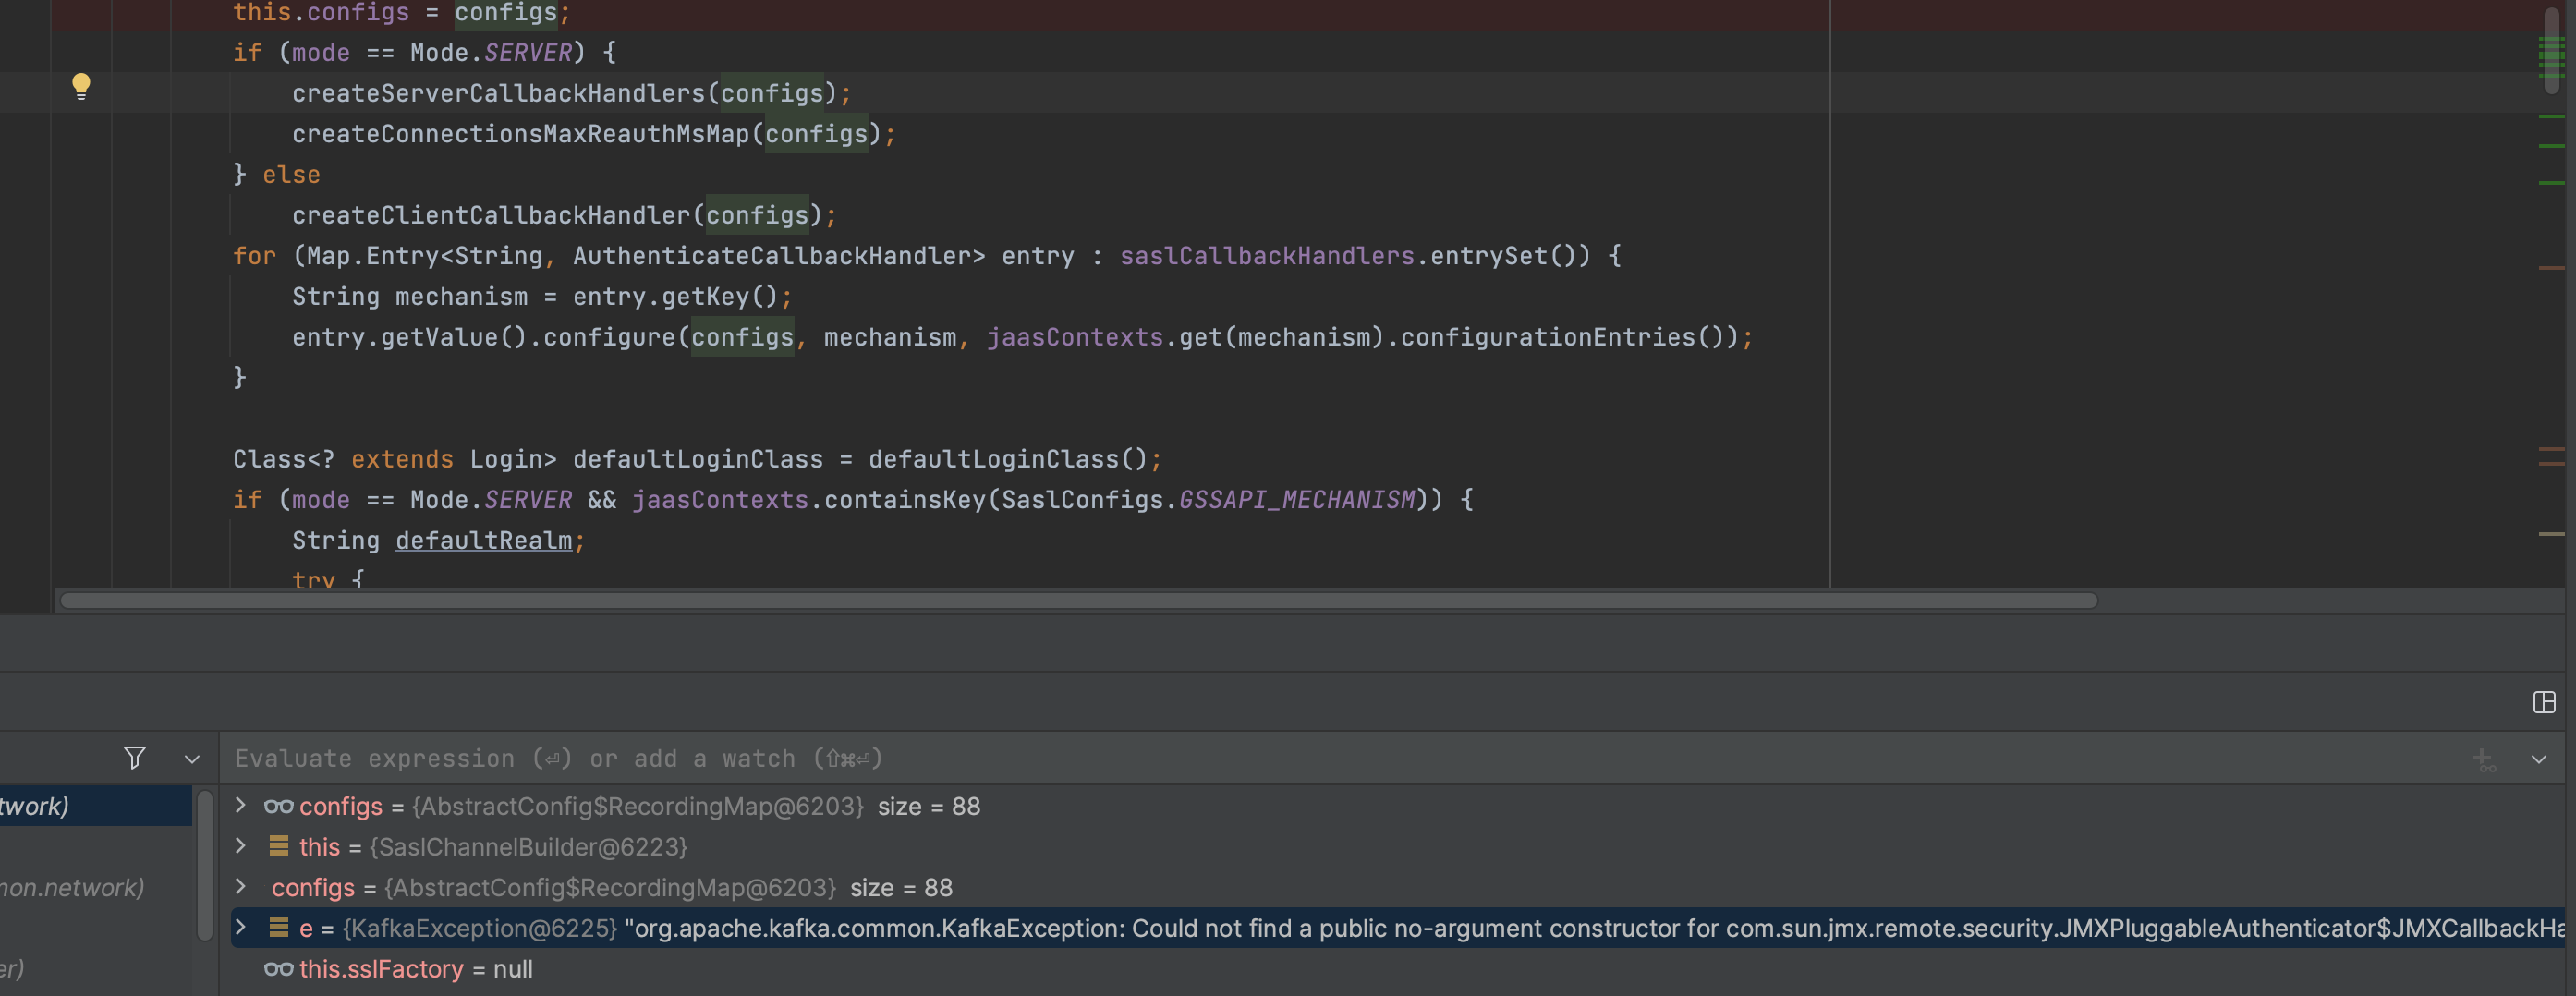 this.configs = configs;
if (mode == Mode.SERVER) {
createServerCallbackHandlers(configs);
createConnectionsMaxReauthMsMap(configs);
} else
createClientCallbackHandler(configs);
for (Map.Entry<String, AuthenticateCallbackHandler> entry : saslCallbackHandlers.entrySet()) {
String mechanism = entry.getKey();
entry.getValue().configure(configs, mechanism, jaasContexts.get(mechanism).configurationEntries());
}
Class<? extends Login> defaultLoginClass = defaultLoginClass();
if (mode == Mode.SERVER && jaasContexts.containsKey(SaslConfigs.GSSAPI_MECHANISM)) {
String defaultRealm;
try {
Evaluate expression (⏎) or add a watch (⇧⌘⏎)
twork)
configs = {AbstractConfig$RecordingMap@6203} size = 88
this = {SaslChannelBuilder@6223}
non.network)
configs = {AbstractConfig$RecordingMap@6203} size = 88
e = {KafkaException@6225} "org.apache.kafka.common.KafkaException: Could not find a public no-argument constructor for com.sun.jmx.remote.security.JMXPluggableAuthenticator$JMXCallbackHa
er)
this.sslFactory = null